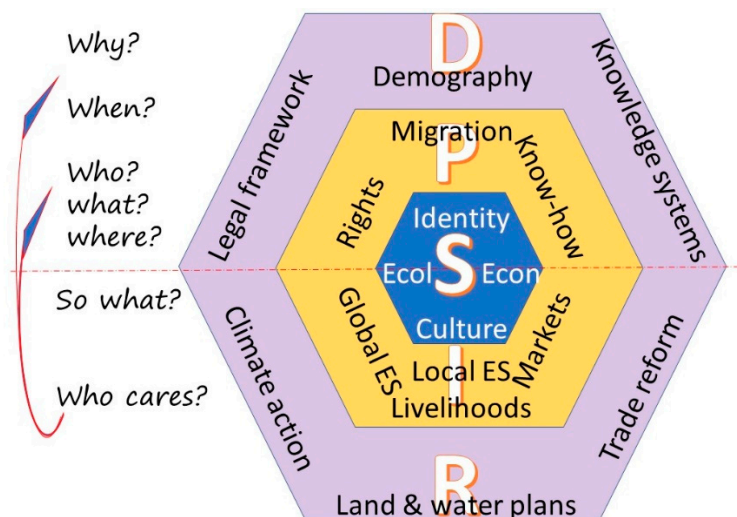 Why?
When?
Who?
what?
where?
So what?
Who cares?
D
Demography
Legal framework
Knowledge systems
Migration
P
Rights
Know-how
Identity
Ecol S Econ
Culture
Global ES
Markets
I
Local ES
Livelihoods
Climate action
Trade reform
R
Land & water plans